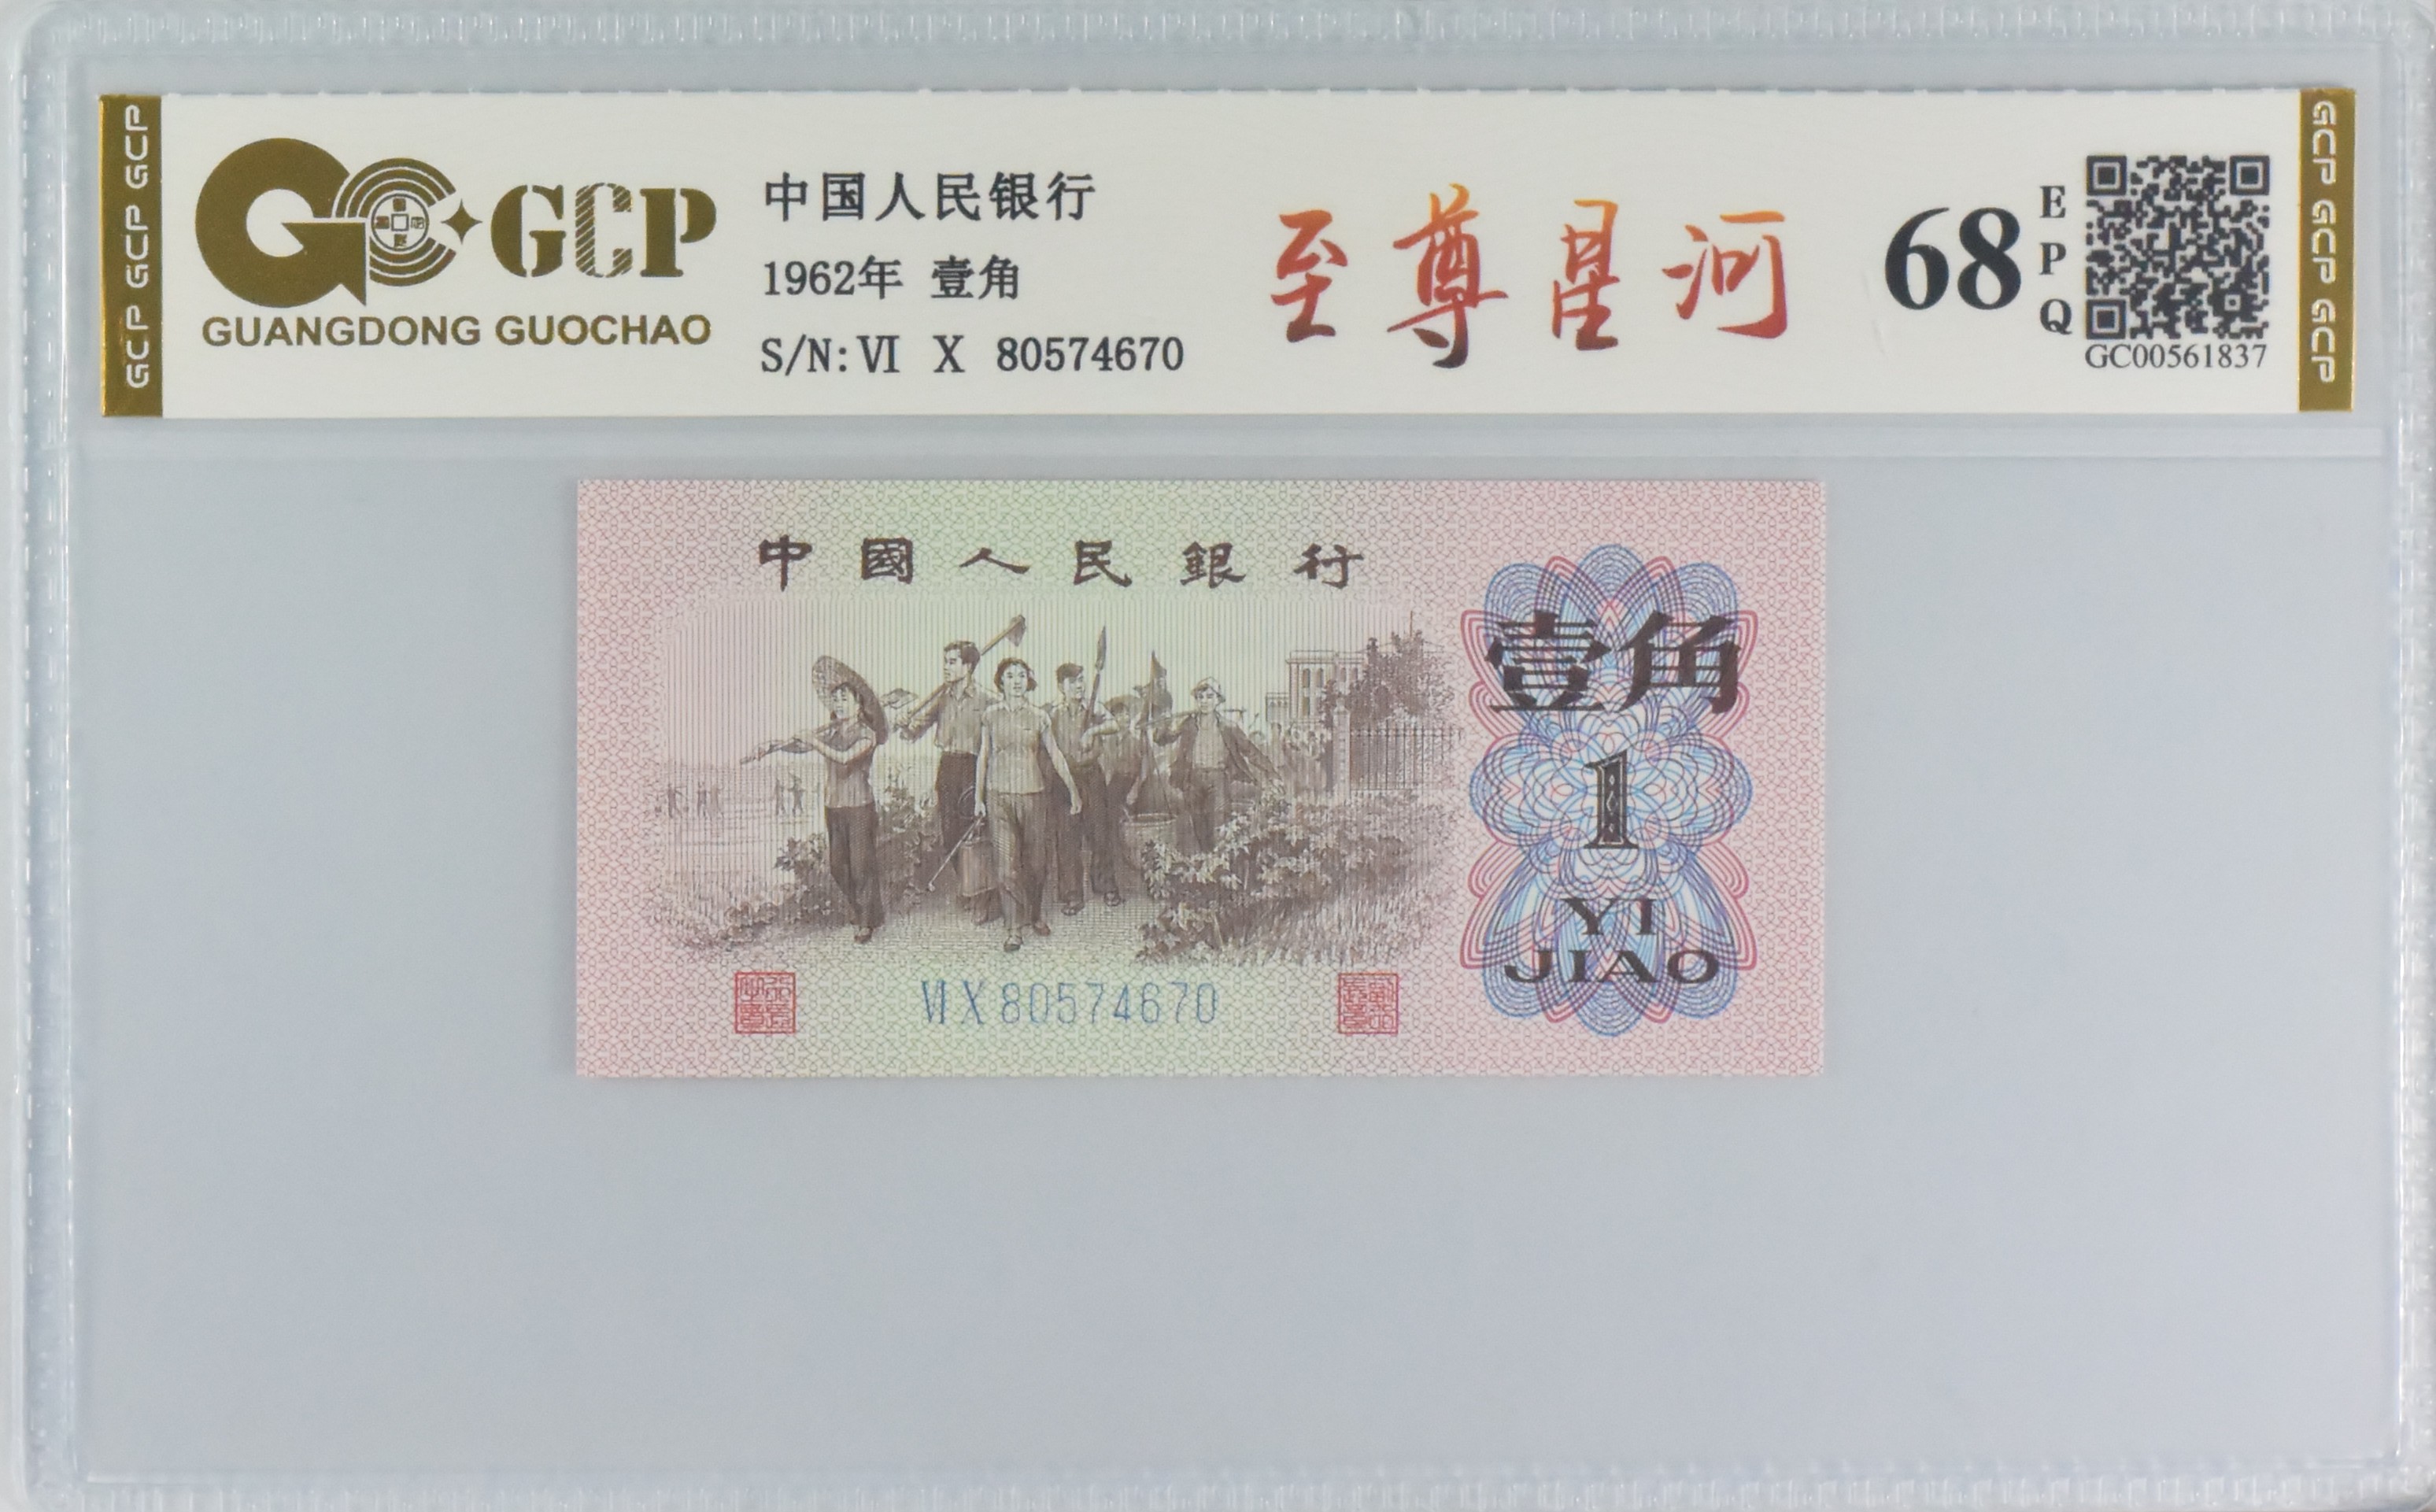 GCP GCP GCP
GCP
GUANGDONG GUOCHAO
中国人民银行
1962年 壹角
S/N: VI X 80574670
至尊星河
68
EPQ
GC00561837
GCP GCP GCP
中國人民銀行
壹角
1
YI
JIAO
VI X 80574670